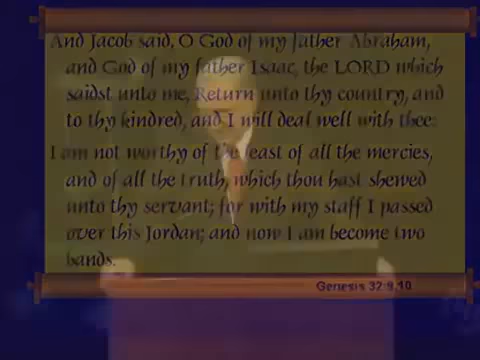 And Jacob said, O God of my father Abraham,
and God of my father Isaac, the LORD which
saidst unto me, Return unto thy country, and
to thy kindred, and I will deal well with thee:
I am not worthy of the least of all the mercies,
and of all the truth, which thou hast shewed
unto thy servant; for with my staff I passed
over this Jordan; and now I am become two
bands.
Genesis 32:9,10